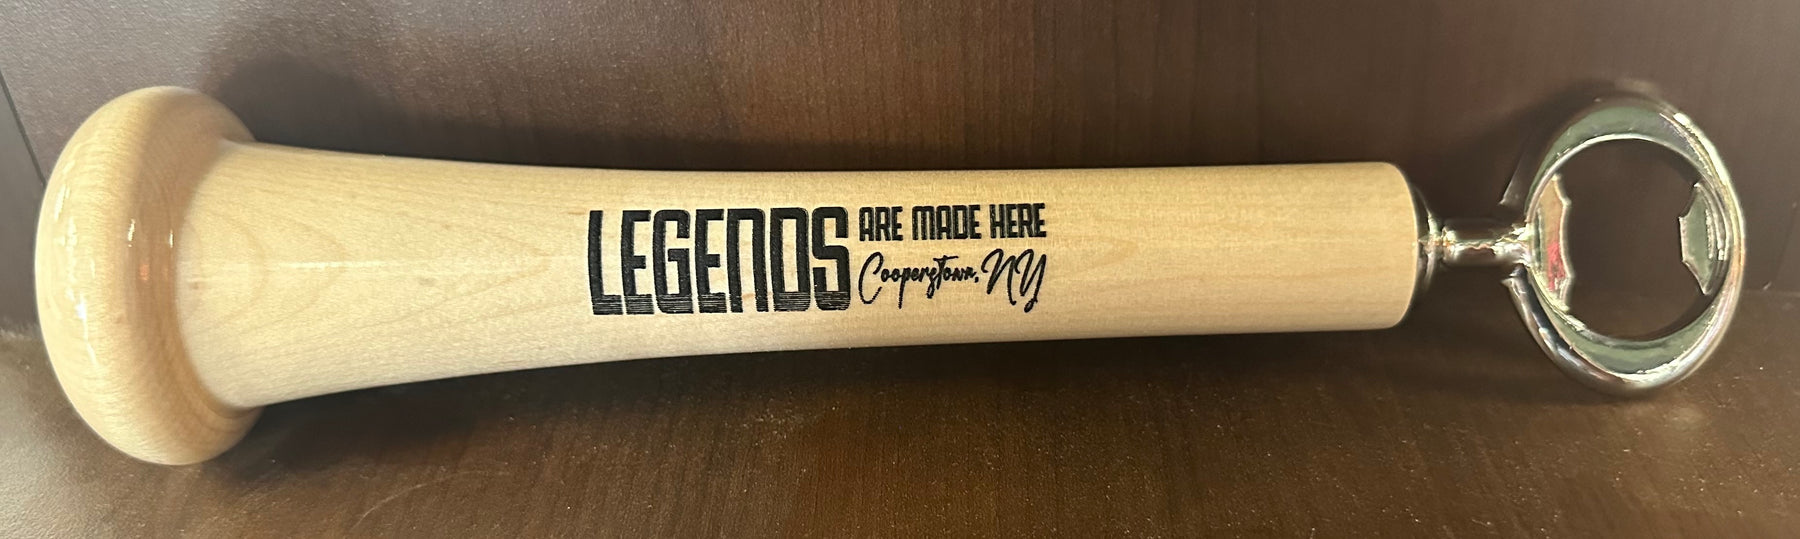 LEGENDS
ARE MADE HERE
Cooperstown, NY